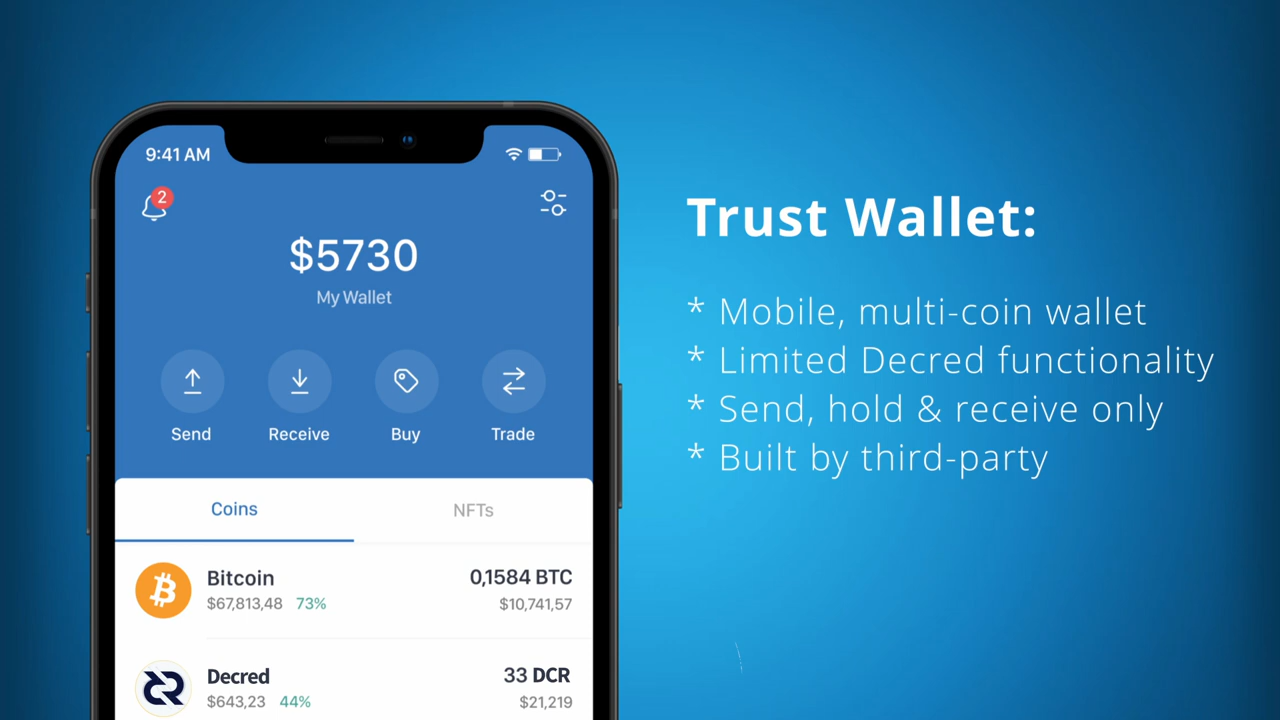 9:41 AM
2
$5730
My Wallet
Send
Receive
Buy
Trade
Coins
NFTs
Bitcoin
0,1584 BTC
$67,813,48 73%
$10,741,57
Decred
33 DCR
$643,23 44%
$21,219
Trust Wallet:
* Mobile, multi-coin wallet
* Limited Decred functionality
* Send, hold & receive only
* Built by third-party